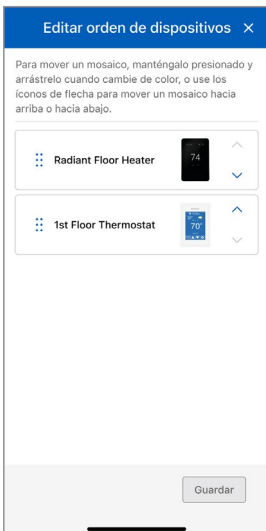 Editar orden de dispositivos ×
Para mover un mosaico, manténgalo presionado y
arrástrelo cuando cambie de color, o use los
íconos de flecha para mover un mosaico hacia
arriba o hacia abajo.
Radiant Floor Heater
74
1st Floor Thermostat
70°
Guardar